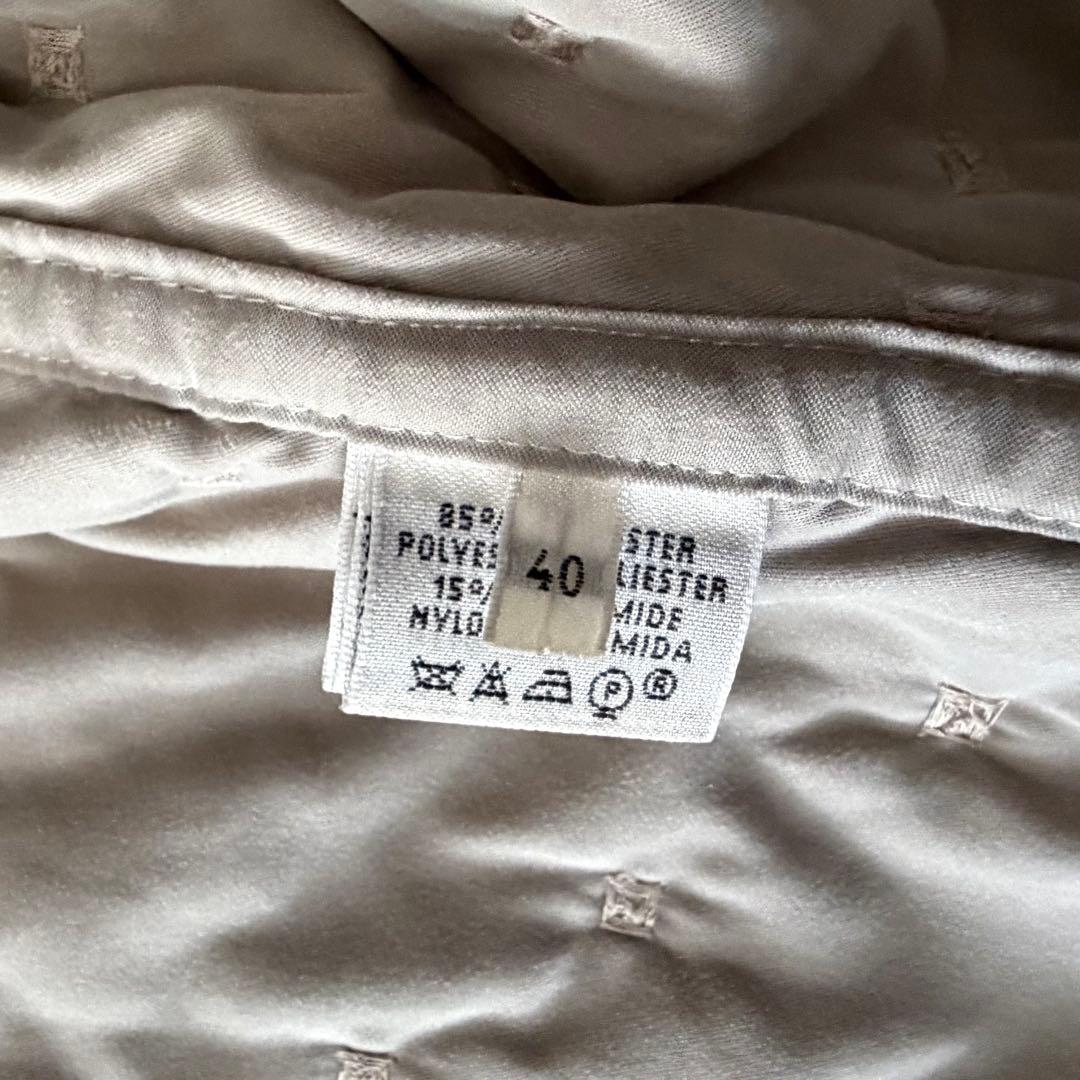 85%
POLYES STER
40 LIESTER
15%
NYLO MIDE
MIDA
P ®